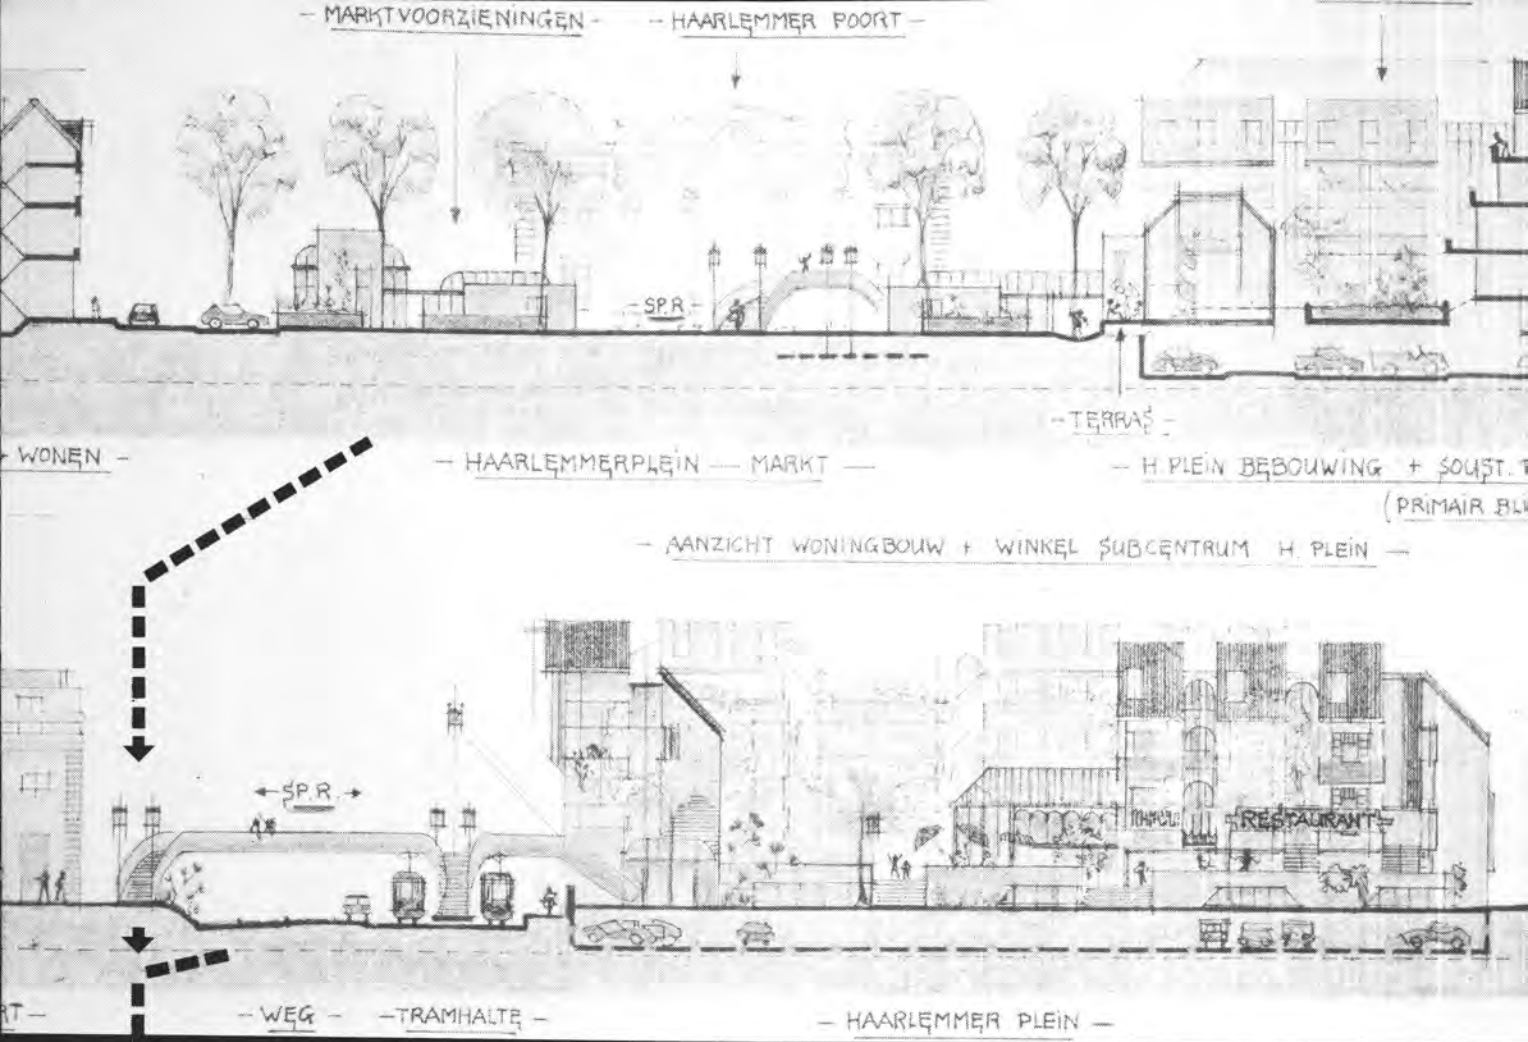 - MARKTVOORZIENINGEN -
- HAARLEMMER POORT -
- SP.R -
- TERRAS -
+ WONEN -
- HAARLEMMERPLEIN - MARKT -
- H. PLEIN BEBOUWING + SOUST.
(PRIMAIR
- AANZICHT WONINGBOUW + WINKEL SUBCENTRUM H. PLEIN -
SP.R.
RESTAURANT
RT -
- WEG -
- TRAMHALTE -
- HAARLEMMER PLEIN -